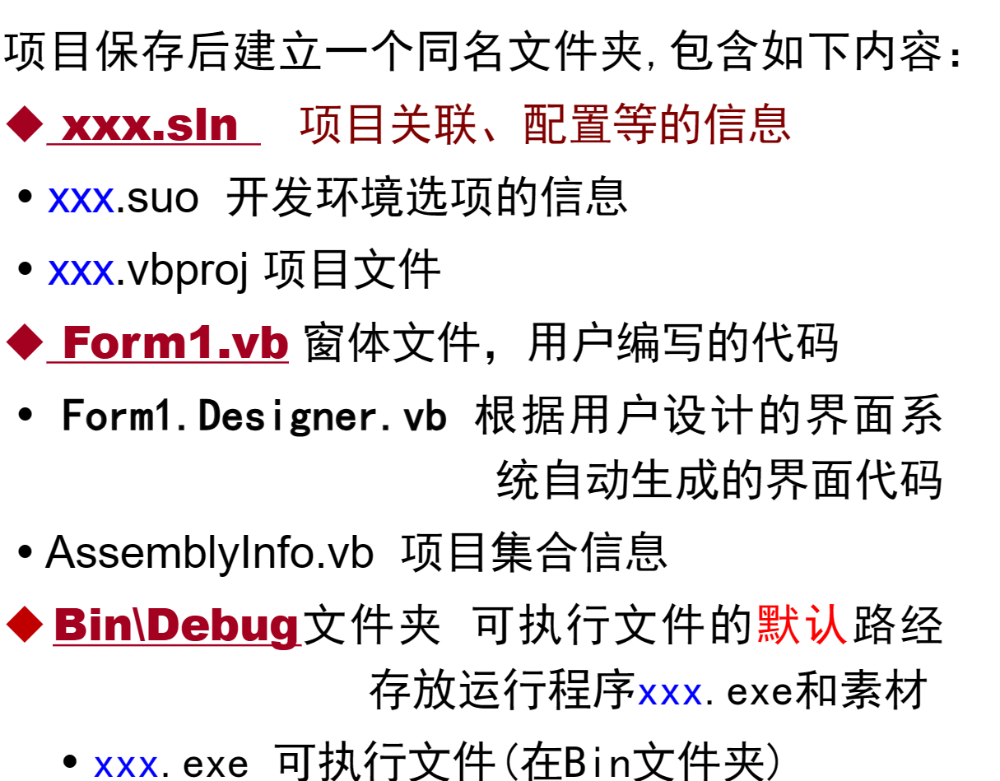 项目保存后建立一个同名文件夹,包含如下内容：
◆ xxx.sln 项目关联、配置等的信息
• xxx.suo 开发环境选项的信息
• xxx.vbproj 项目文件
◆ Form1.vb 窗体文件，用户编写的代码
• Form1.Designer.vb 根据用户设计的界面系
统自动生成的界面代码
• AssemblyInfo.vb 项目集合信息
◆ Bin\Debug文件夹 可执行文件的默认路经
存放运行程序xxx.exe和素材
• xxx.exe 可执行文件(在Bin文件夹)